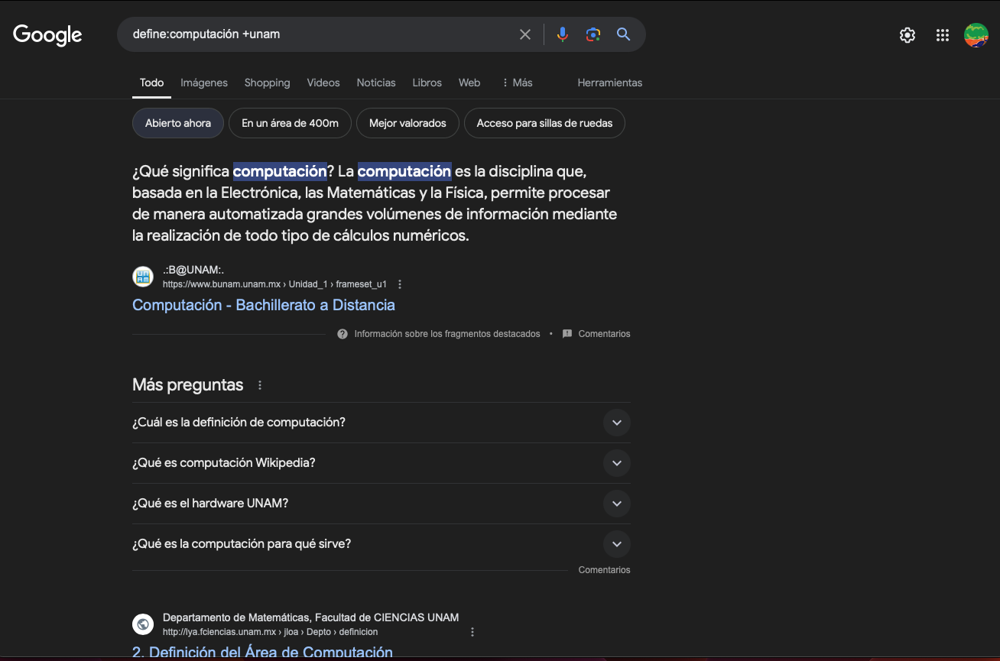 Google
define:computación +unam
Todo Imágenes Shopping Videos Noticias Libros Web Más Herramientas
Abierto ahora En un área de 400m Mejor valorados Acceso para sillas de ruedas
¿Qué significa computación? La computación es la disciplina que,
basada en la Electrónica, las Matemáticas y la Física, permite procesar
de manera automatizada grandes volúmenes de información mediante
la realización de todo tipo de cálculos numéricos.
UN
AM
.:B@UNAM:.
https://www.bunam.unam.mx › Unidad_1 › frameset_u1
Computación - Bachillerato a Distancia
Información sobre los fragmentos destacados • Comentarios
Más preguntas
¿Cuál es la definición de computación?
¿Qué es computación Wikipedia?
¿Qué es el hardware UNAM?
¿Qué es la computación para qué sirve?
Comentarios
Departamento de Matemáticas, Facultad de CIENCIAS UNAM
http://lya.fciencias.unam.mx › jloa › Depto › definicion
2. Definición del Área de Computación